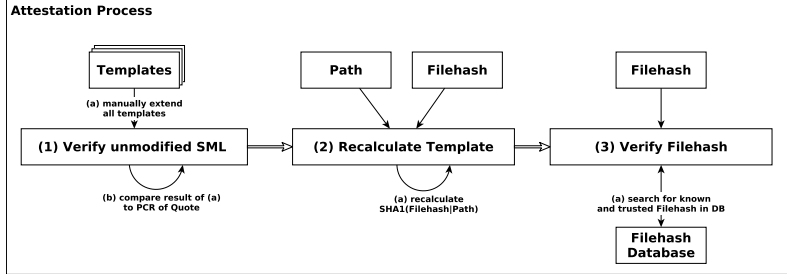 Attestation Process
Templates
Path
Filehash
Filehash
(a) manually extend
all templates
(1) Verify unmodified SML
(2) Recalculate Template
(3) Verify Filehash
(b) compare result of (a)
to PCR of Quote
(a) recalculate
SHA1(Filehash|Path)
(a) search for known
and trusted Filehash in DB
Filehash
Database